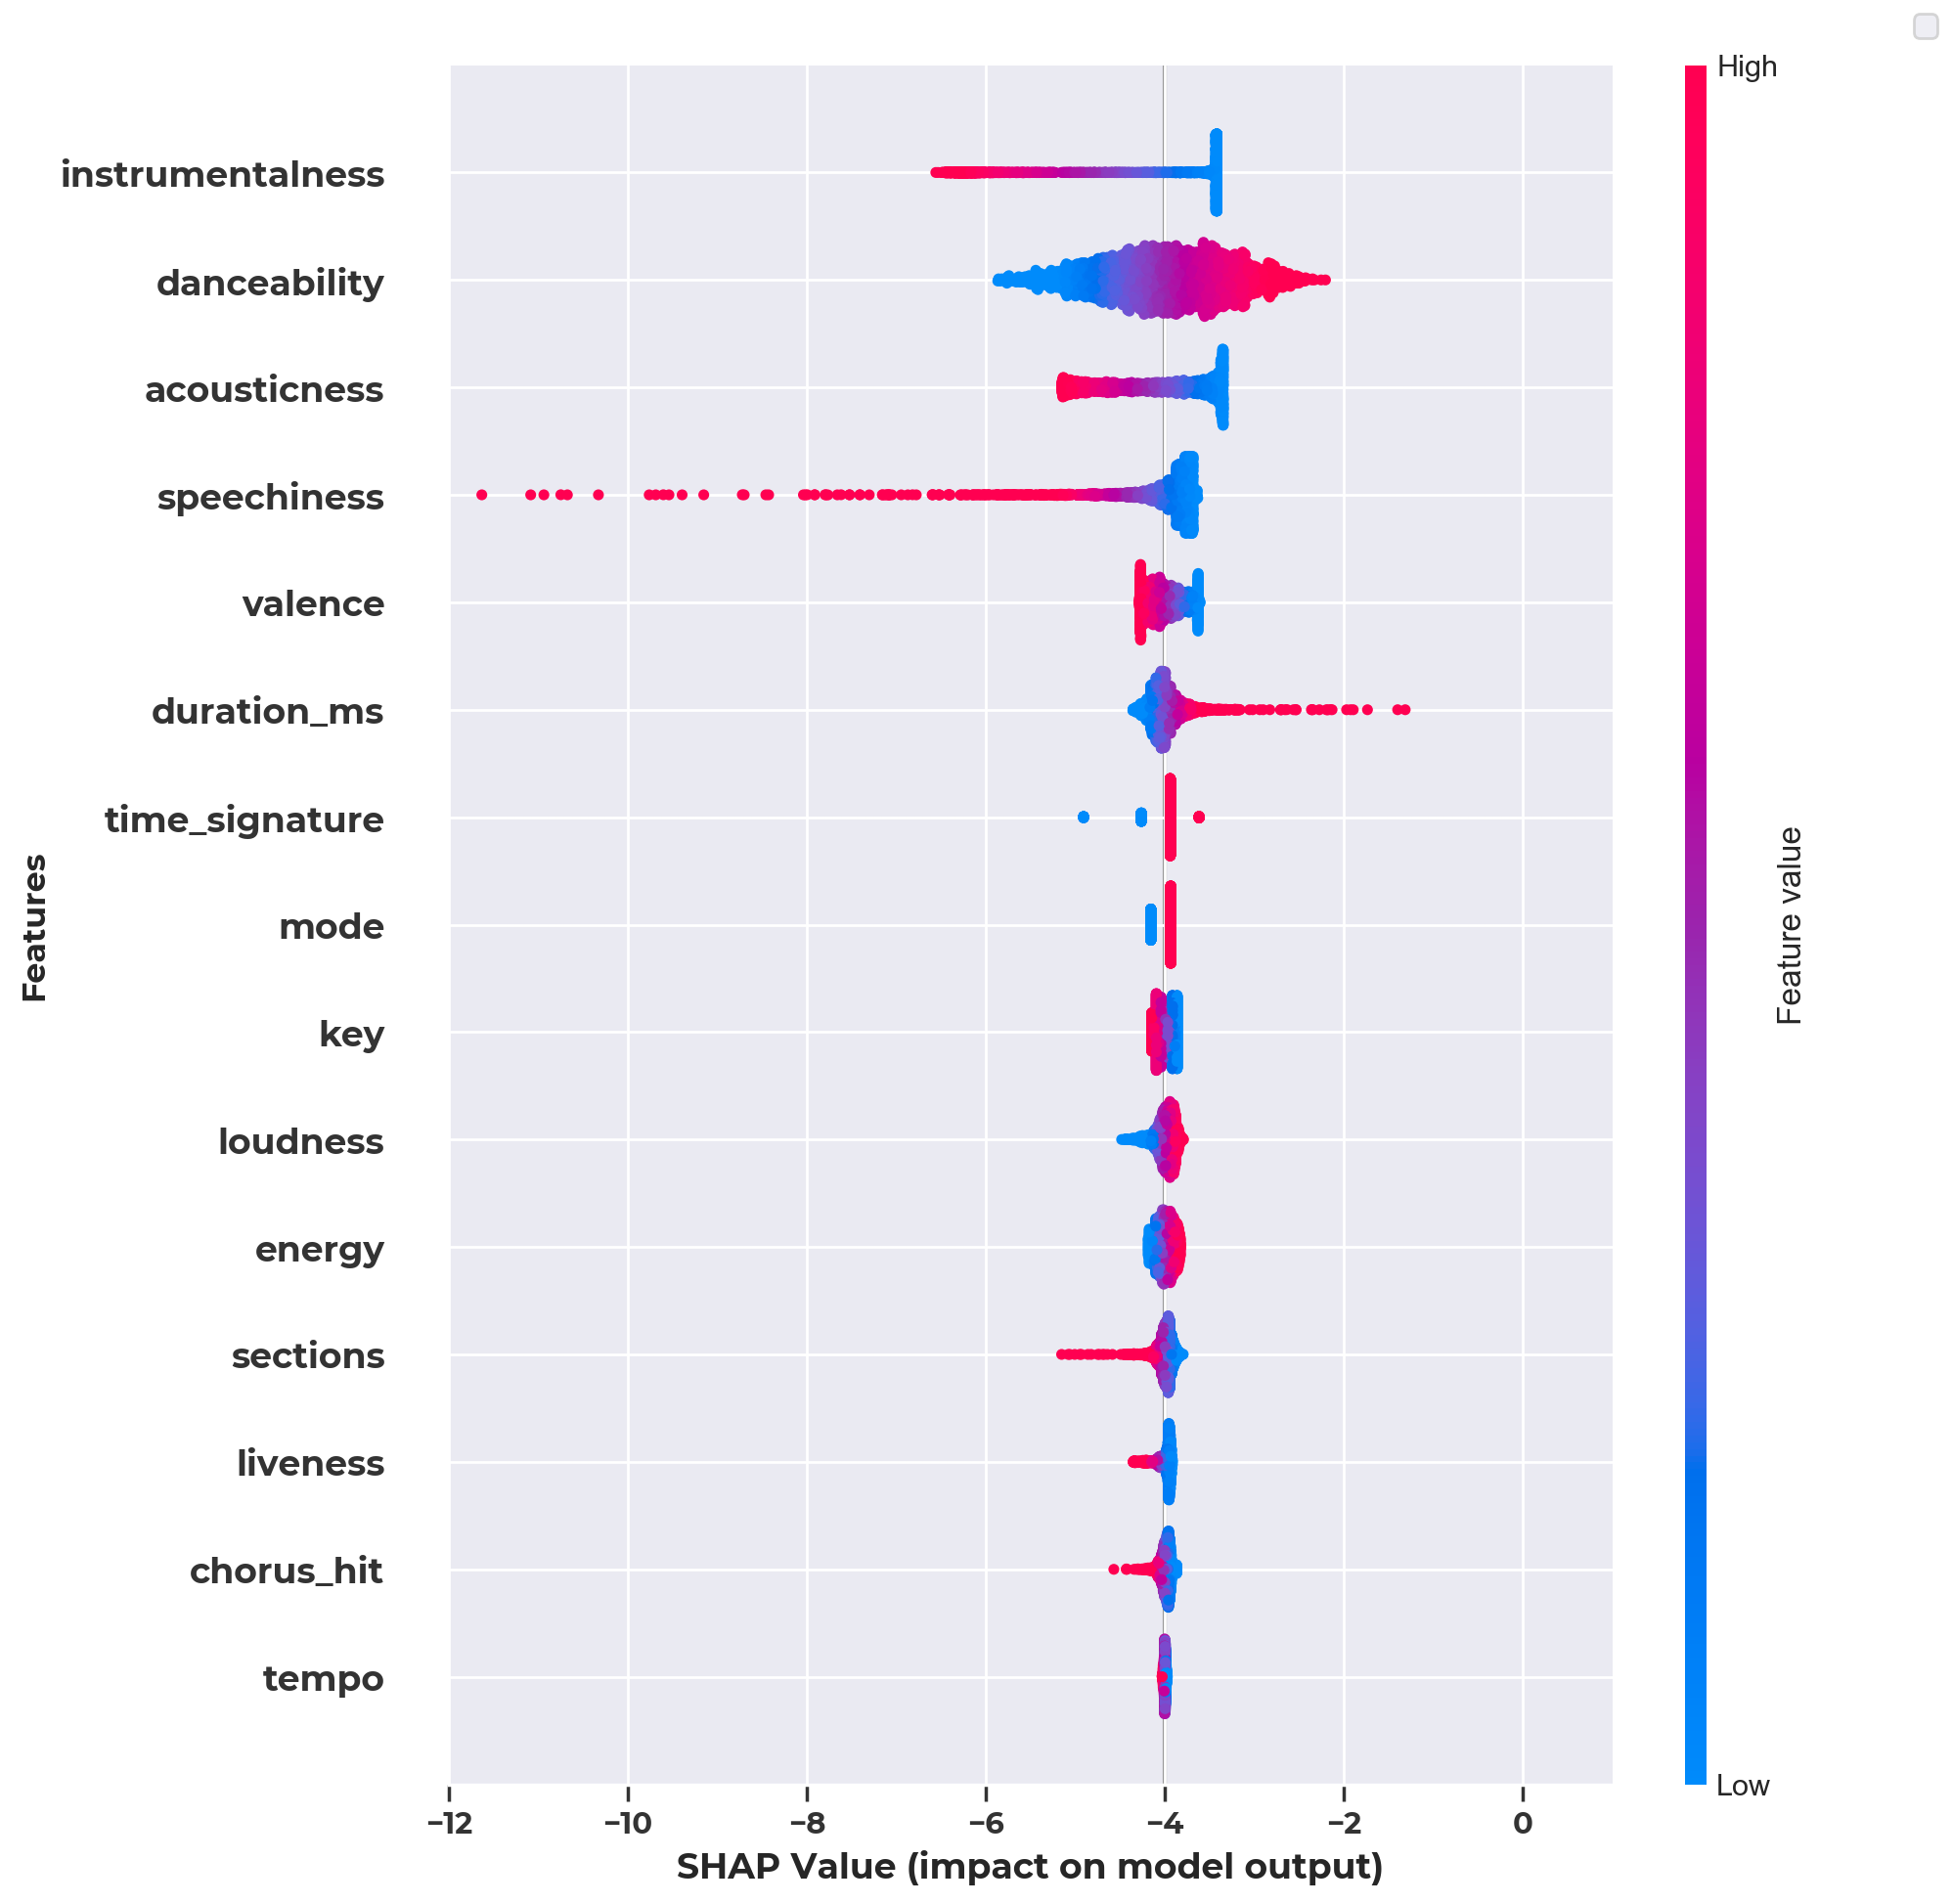 High
instrumentalness
danceability
acousticness
speechiness
valence
duration_ms
time_signature
mode
key
loudness
energy
sections
liveness
chorus_hit
tempo
Features
Feature value
Low
−12 −10 −8 −6 −4 −2 0
SHAP Value (impact on model output)